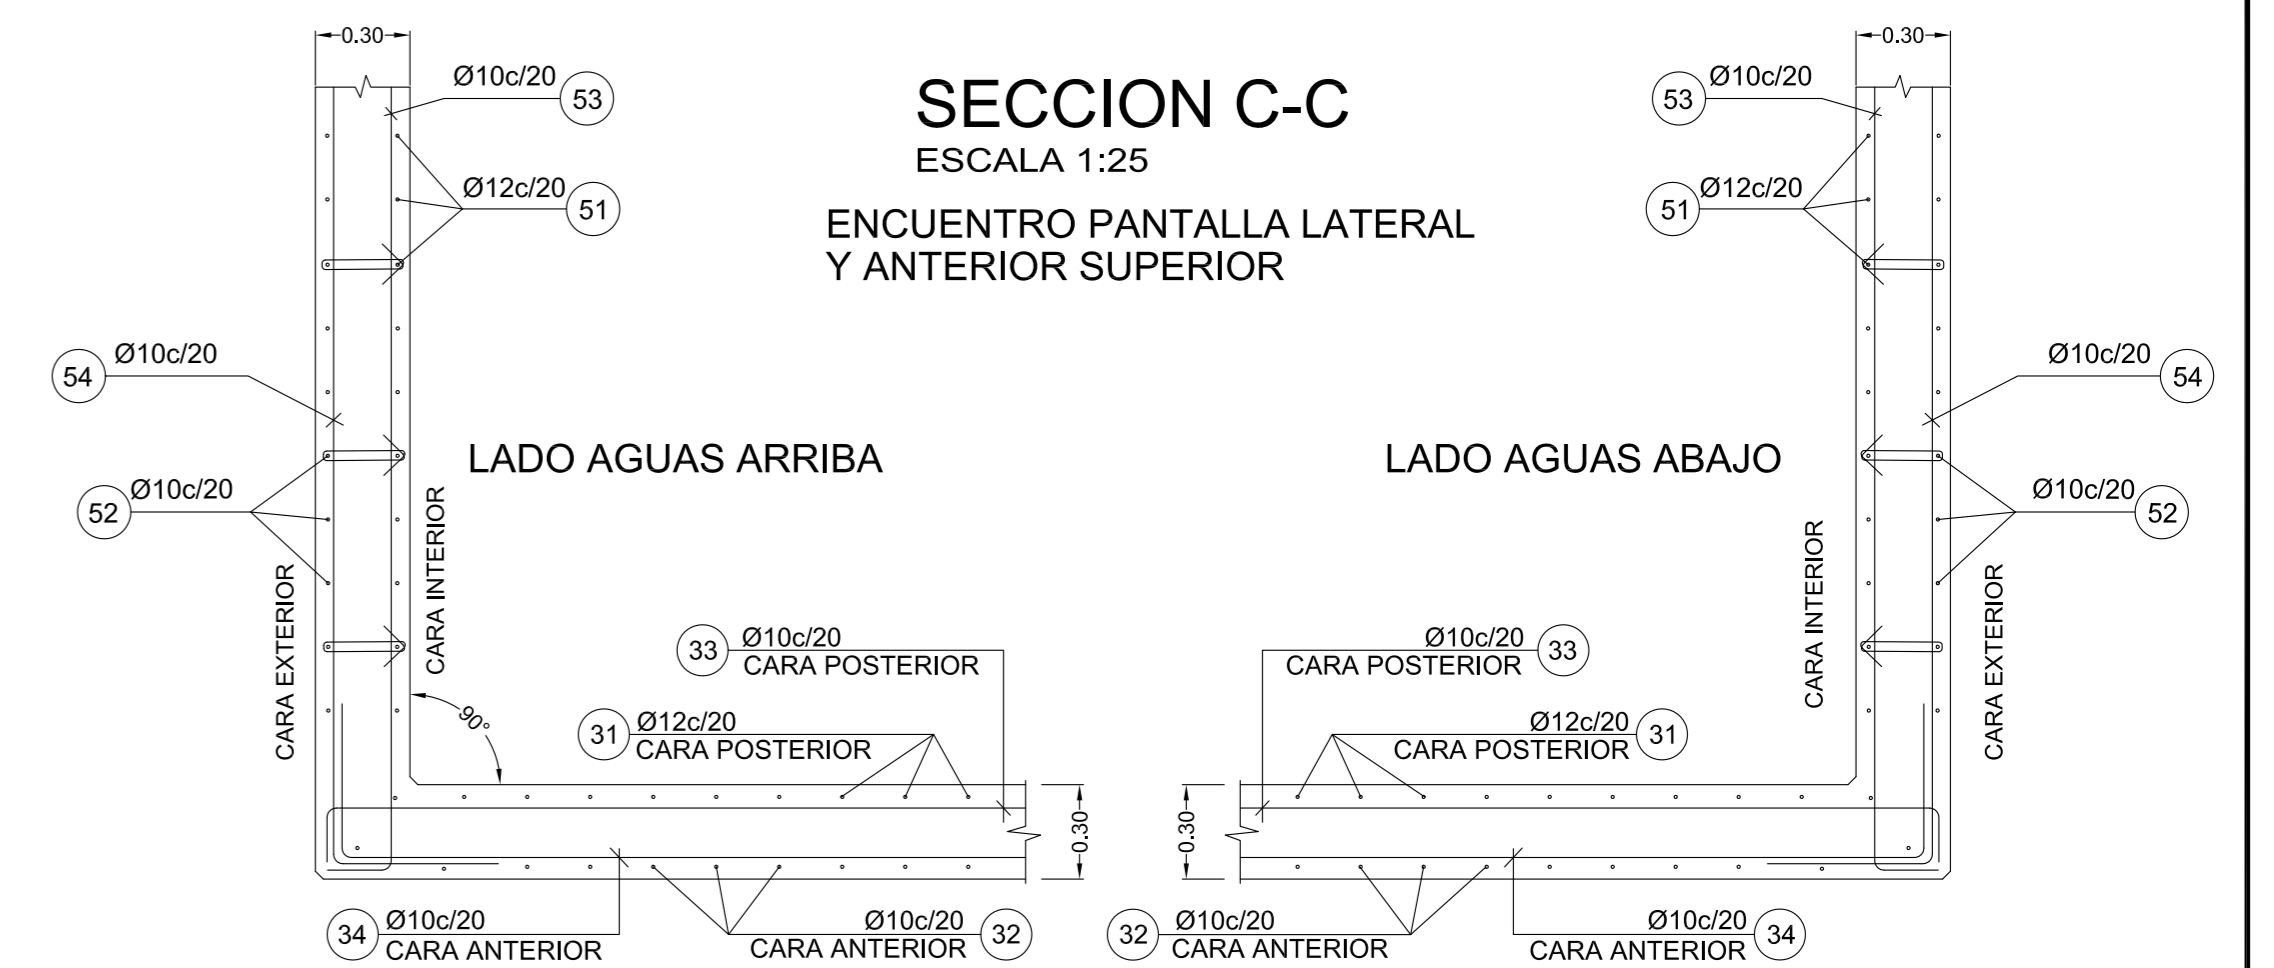 0.30
0.30
Ø10c/20
53
53
Ø10c/20
SECCION C-C
ESCALA 1:25
Ø12c/20
51
51
Ø12c/20
ENCUENTRO PANTALLA LATERAL
Y ANTERIOR SUPERIOR
54
Ø10c/20
Ø10c/20
54
LADO AGUAS ARRIBA
LADO AGUAS ABAJO
52
Ø10c/20
Ø10c/20
52
CARA EXTERIOR
CARA INTERIOR
CARA INTERIOR
CARA EXTERIOR
33
Ø10c/20
CARA POSTERIOR
Ø10c/20
33
CARA POSTERIOR
90°
31
Ø12c/20
CARA POSTERIOR
Ø12c/20
31
CARA POSTERIOR
0.30
0.30
34
Ø10c/20
CARA ANTERIOR
Ø10c/20
32
CARA ANTERIOR
32
Ø10c/20
CARA ANTERIOR
Ø10c/20
34
CARA ANTERIOR